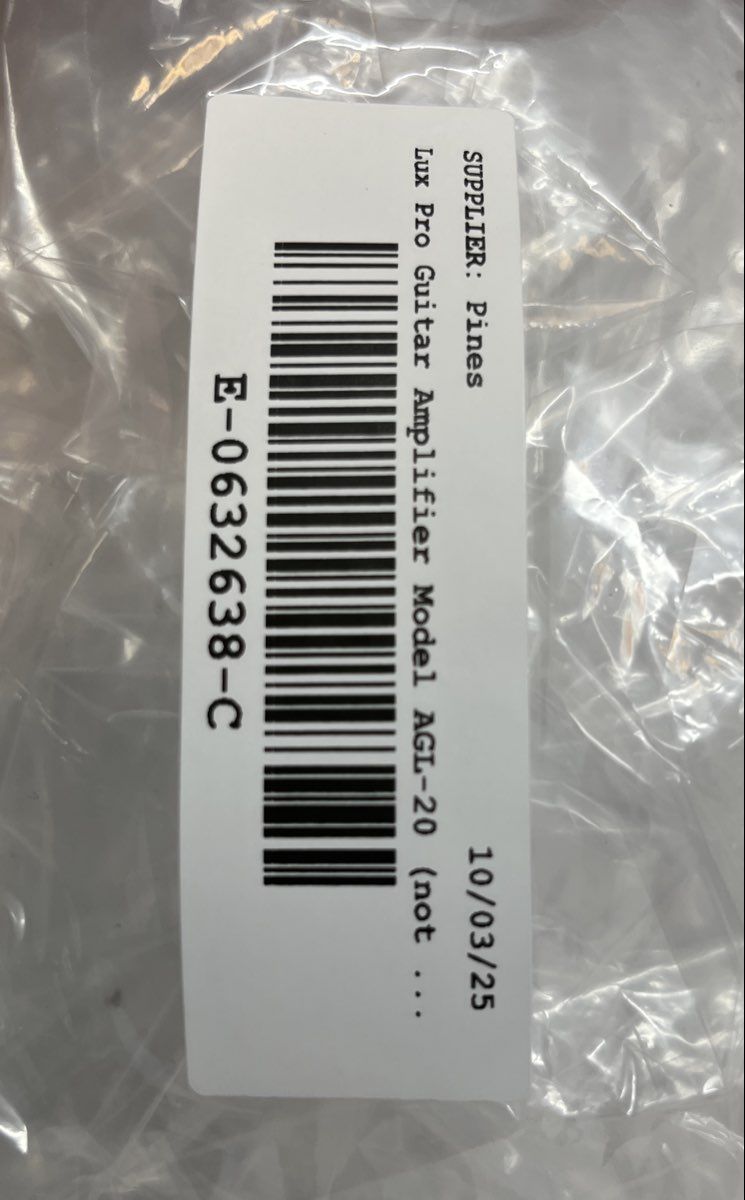 SUPPLIER: Pines 10/03/25
Lux Pro Guitar Amplifier Model AGL-20 (not ...
E-0632638-C